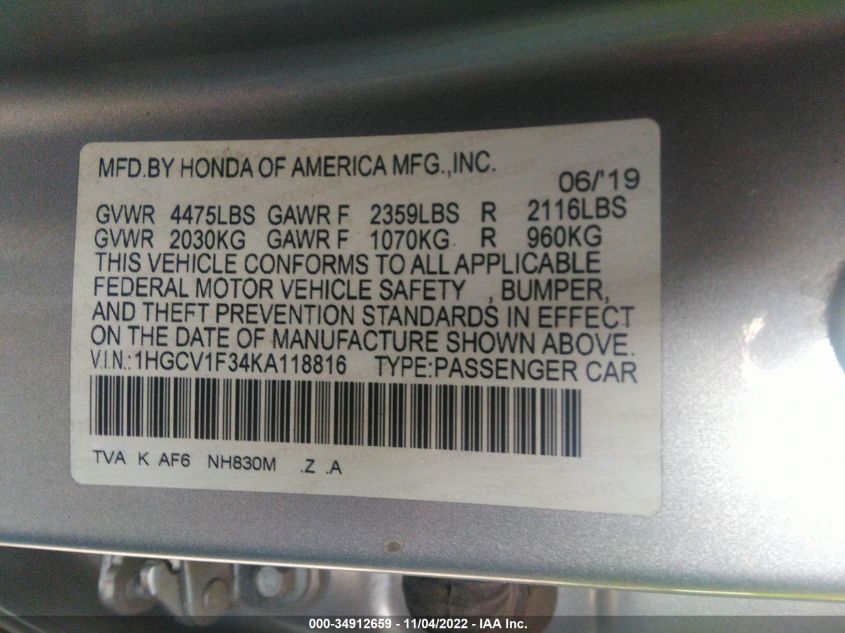 MFD.BY HONDA OF AMERICA MFG.,INC.
06/'19
GVWR 4475LBS GAWR F 2359LBS R 2116LBS
GVWR 2030KG GAWR F 1070KG R 960KG
THIS VEHICLE CONFORMS TO ALL APPLICABLE
FEDERAL MOTOR VEHICLE SAFETY , BUMPER,
AND THEFT PREVENTION STANDARDS IN EFFECT
ON THE DATE OF MANUFACTURE SHOWN ABOVE.
V.I.N.:1HGCV1F34KA118816 TYPE:PASSENGER CAR
TVA K AF6 NH830M .Z .A
000-34912659 - 11/04/2022 - IAA Inc.